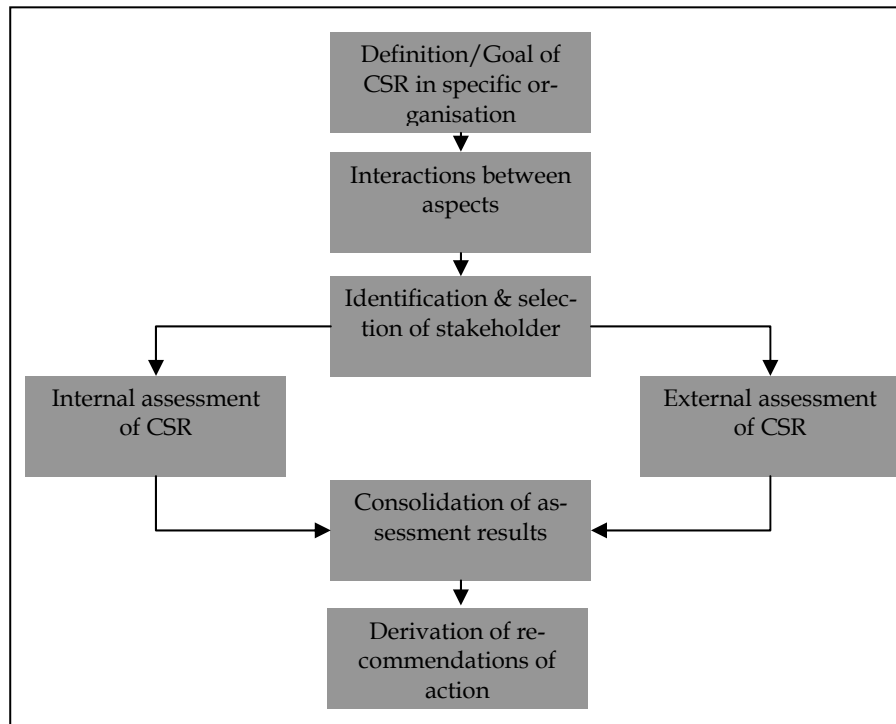 Definition/Goal of
CSR in specific or-
ganisation
Interactions between
aspects
Identification & selec-
tion of stakeholder
Internal assessment
of CSR
External assessment
of CSR
Consolidation of as-
sessment results
Derivation of re-
commendations of
action